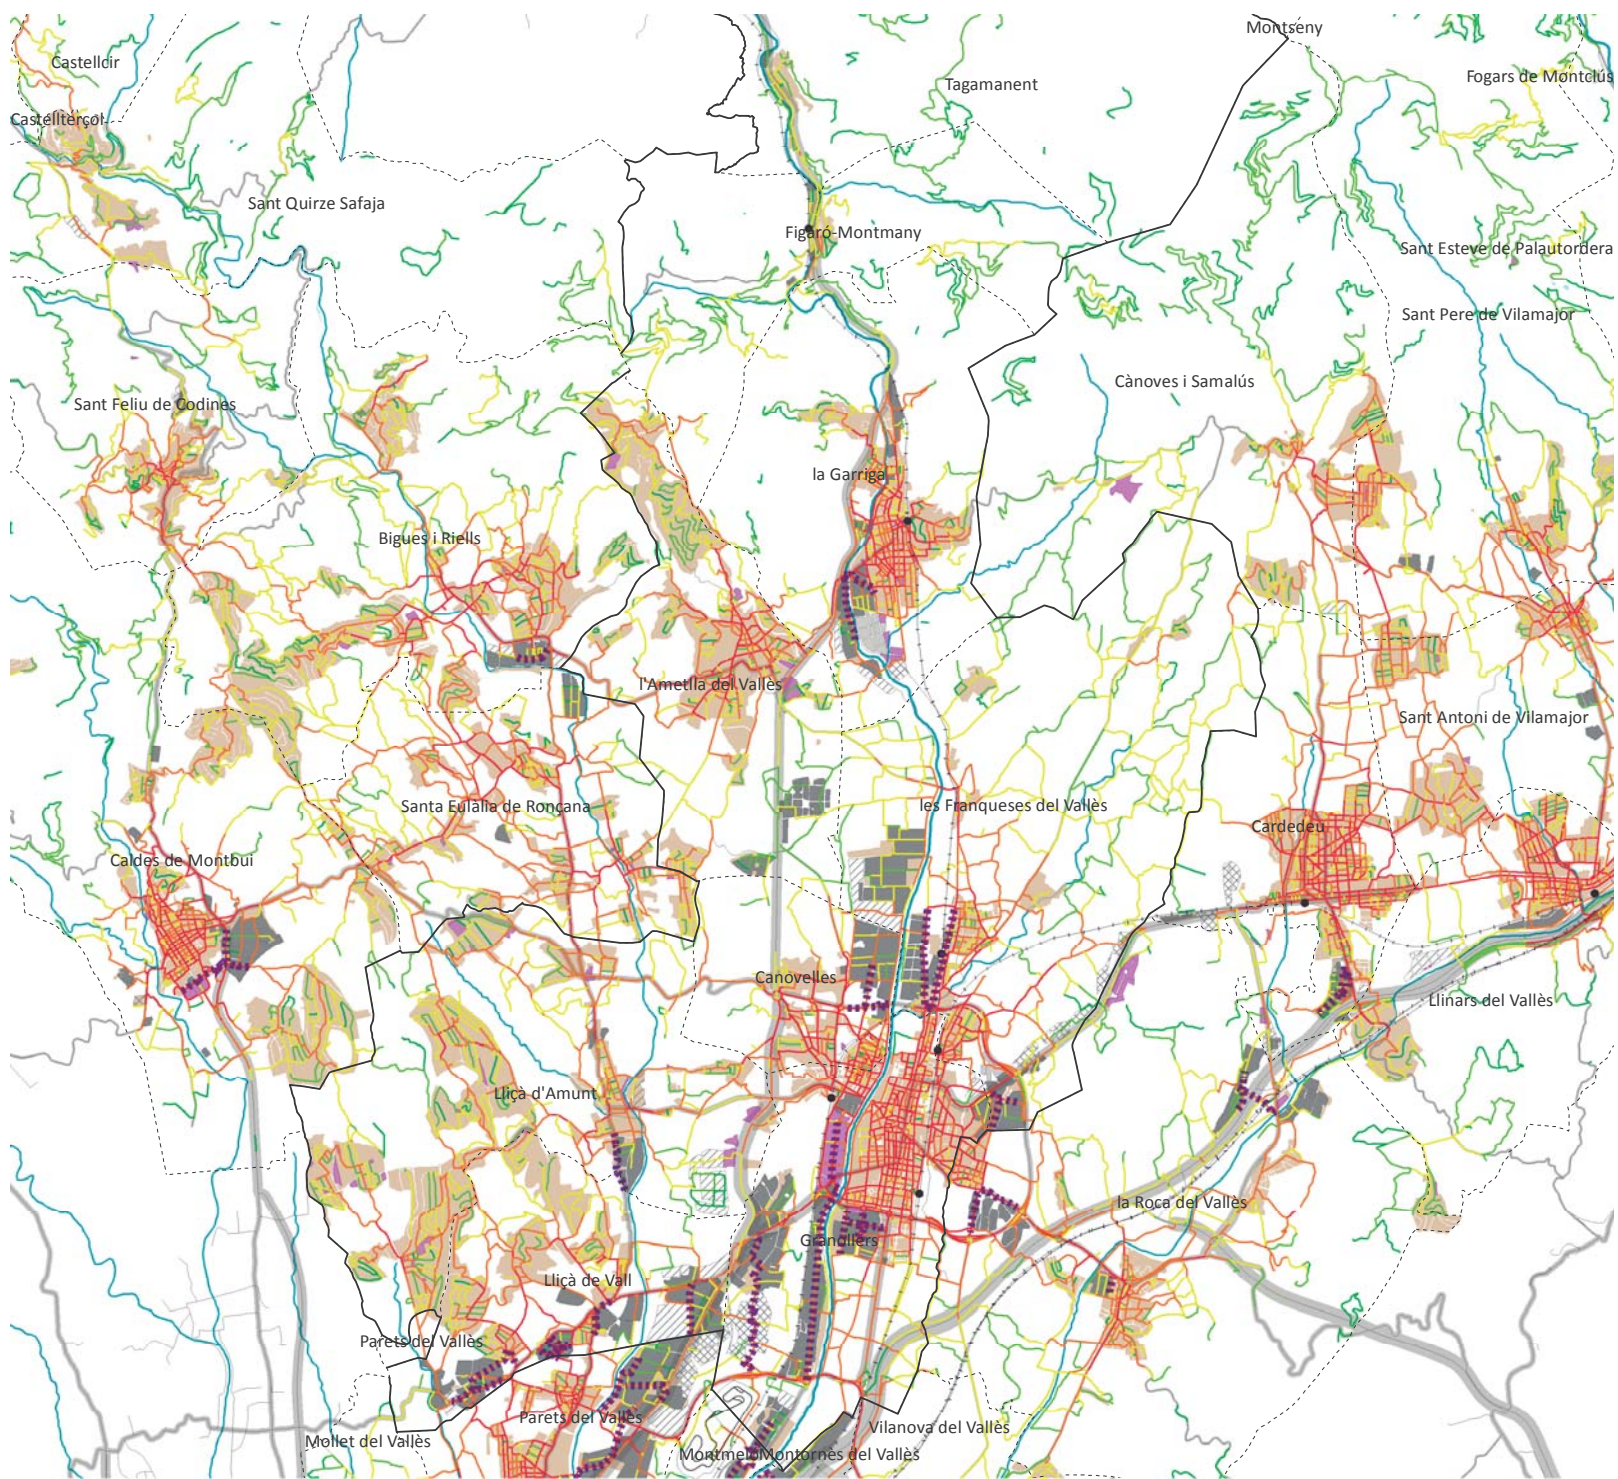 Montseny
Castellcir
Fogars de Montclús
Tagamanent
Castellterçol
Sant Quirze Safaja
Figaró-Montmany
Sant Esteve de Palautordera
Sant Pere de Vilamajor
Cànoves i Samalús
Sant Feliu de Codines
la Garriga
Bigues i Riells
l'Ametlla del Vallès
Sant Antoni de Vilamajor
Santa Eulàlia de Ronçana
les Franqueses del Vallès
Cardedeu
Caldes de Montbui
Canovelles
Llinars del Vallès
Lliçà d'Amunt
la Roca del Vallès
Granollers
Lliçà de Vall
Parets del Vallès
Parets del Vallès
Vilanova del Vallès
Mollet del Vallès
Montmeló
Montornès del Vallès